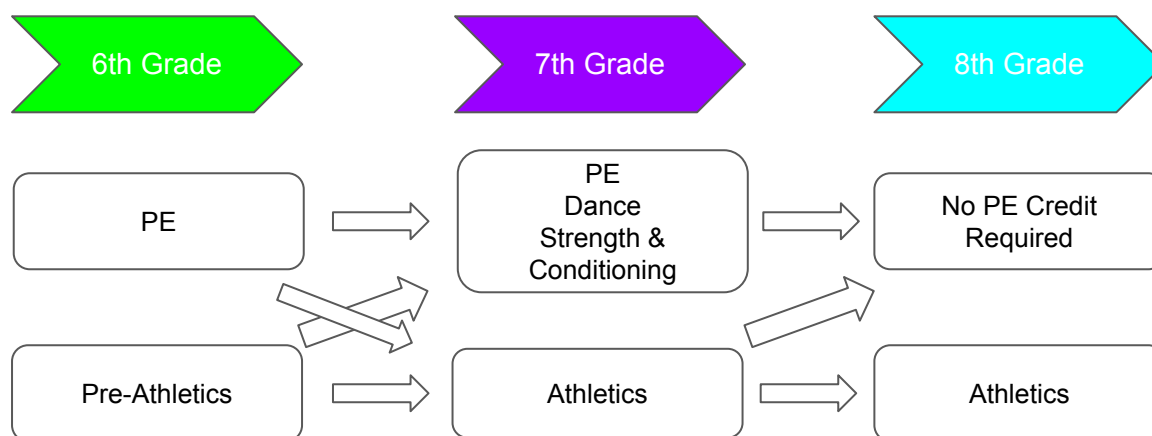 6th Grade
7th Grade
8th Grade
PE
PE
Dance
Strength &
Conditioning
No PE Credit
Required
Pre-Athletics
Athletics
Athletics